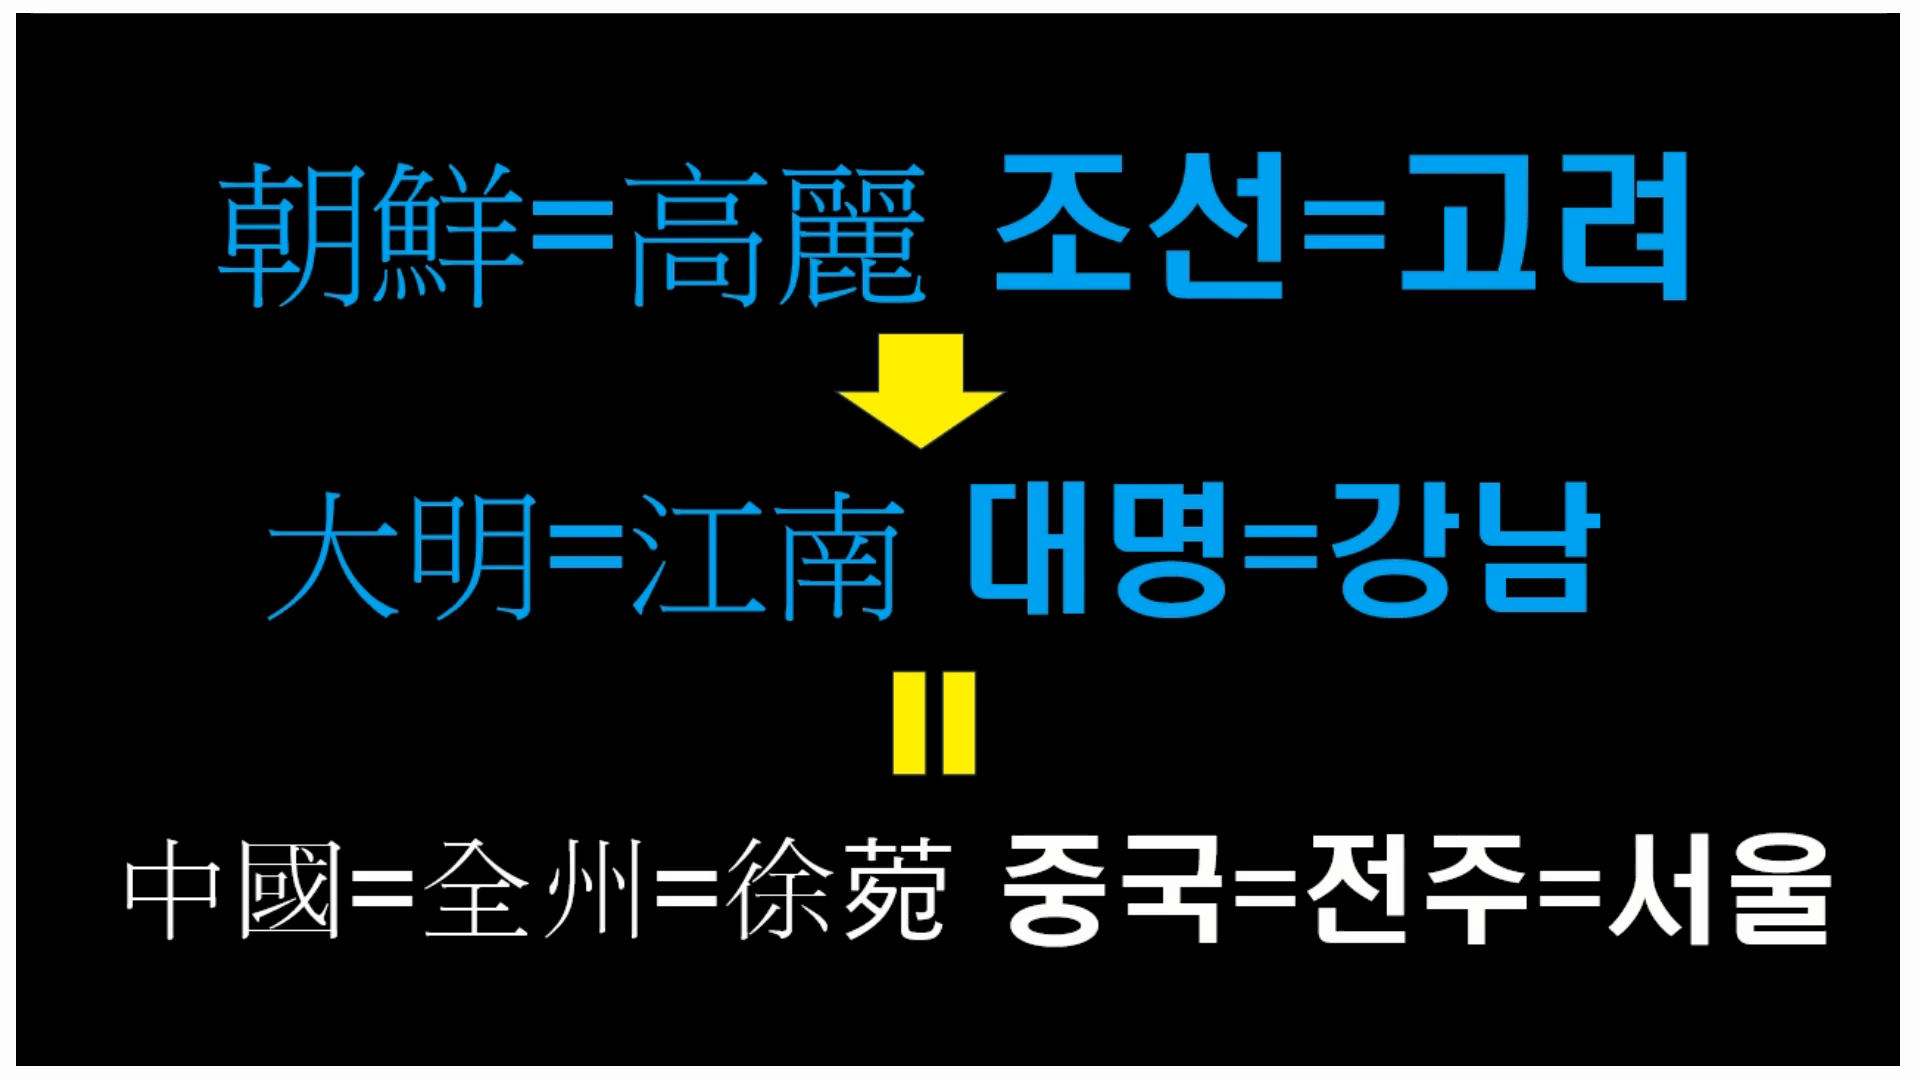 朝鮮=高麗 조선=고려
大明=江南 대명=강남
中國=全州=徐菀 중국=전주=서울